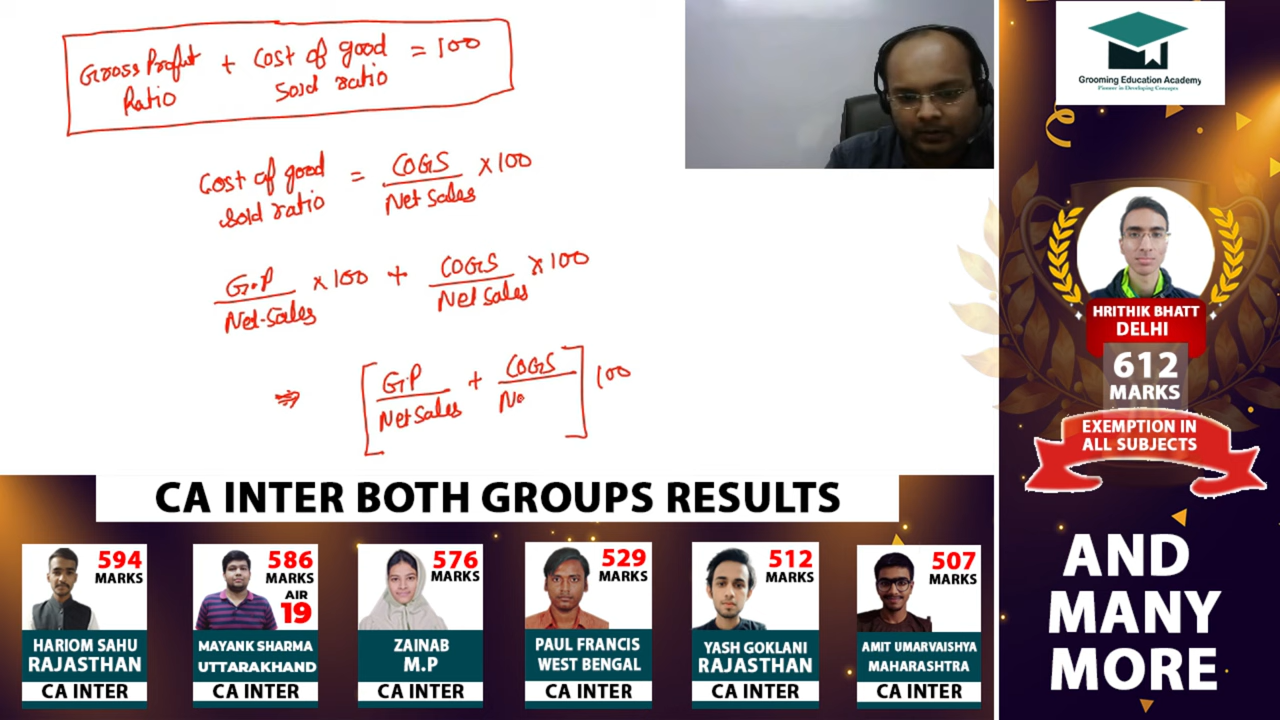 Gross Profit + Cost of good = 100
Ratio sold ratio
Cost of good = COGS × 100
sold ratio Net Sales
G.P × 100 + COGS × 100
Net-Sales Net Sales
⇒ [ G.P + COGS ] 100
Net Sales Ne
Grooming Education Academy
Pioneer in Developing Concepts
HRITHIK BHATT
DELHI
612
MARKS
EXEMPTION IN
ALL SUBJECTS
AND
MANY
MORE
CA INTER BOTH GROUPS RESULTS
594
MARKS
HARIOM SAHU
RAJASTHAN
CA INTER
586
MARKS
AIR
19
MAYANK SHARMA
UTTARAKHAND
CA INTER
576
MARKS
ZAINAB
M.P
CA INTER
529
MARKS
PAUL FRANCIS
WEST BENGAL
CA INTER
512
MARKS
YASH GOKLANI
RAJASTHAN
CA INTER
507
MARKS
AMIT UMARVAISHYA
MAHARASHTRA
CA INTER